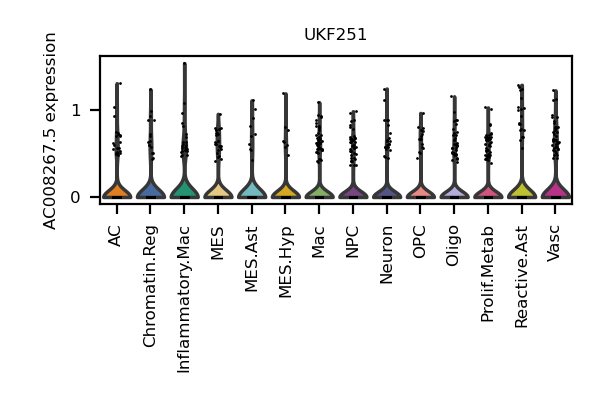 UKF251
AC008267.5 expression
1
0
AC
Chromatin.Reg
Inflammatory.Mac
MES
MES.Ast
MES.Hyp
Mac
NPC
Neuron
OPC
Oligo
Prolif.Metab
Reactive.Ast
Vasc